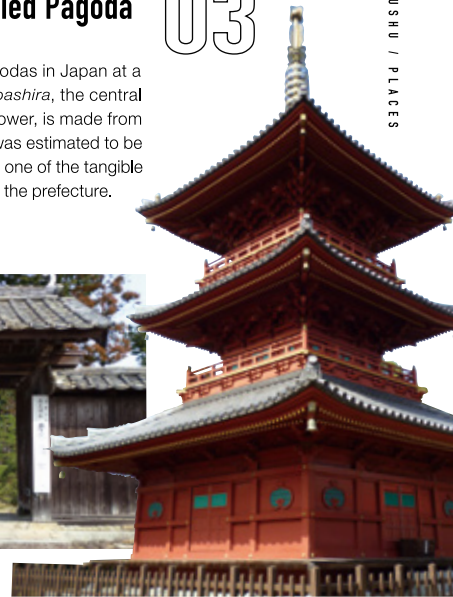 led Pagoda
03
odas in Japan at a
bashira, the central
ower, is made from
was estimated to be
one of the tangible
the prefecture.
USHU / PLACES